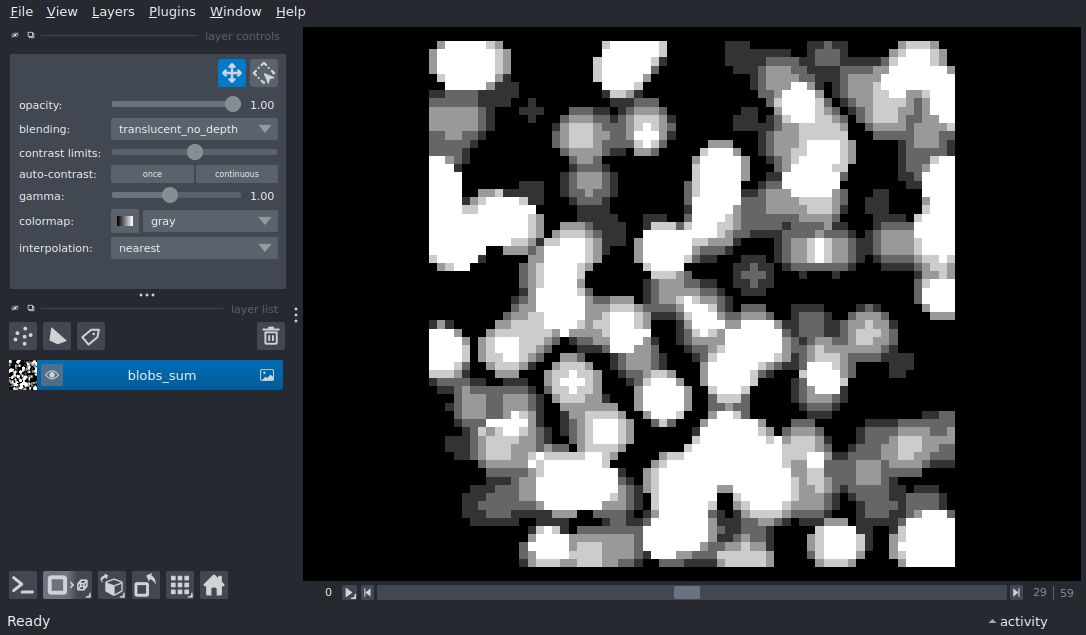 File View Layers Plugins Window Help
layer controls
opacity: 1.00
blending: translucent_no_depth
contrast limits:
auto-contrast: once continuous
gamma: 1.00
colormap: gray
interpolation: nearest
layer list
blobs_sum
0 29 59
Ready activity